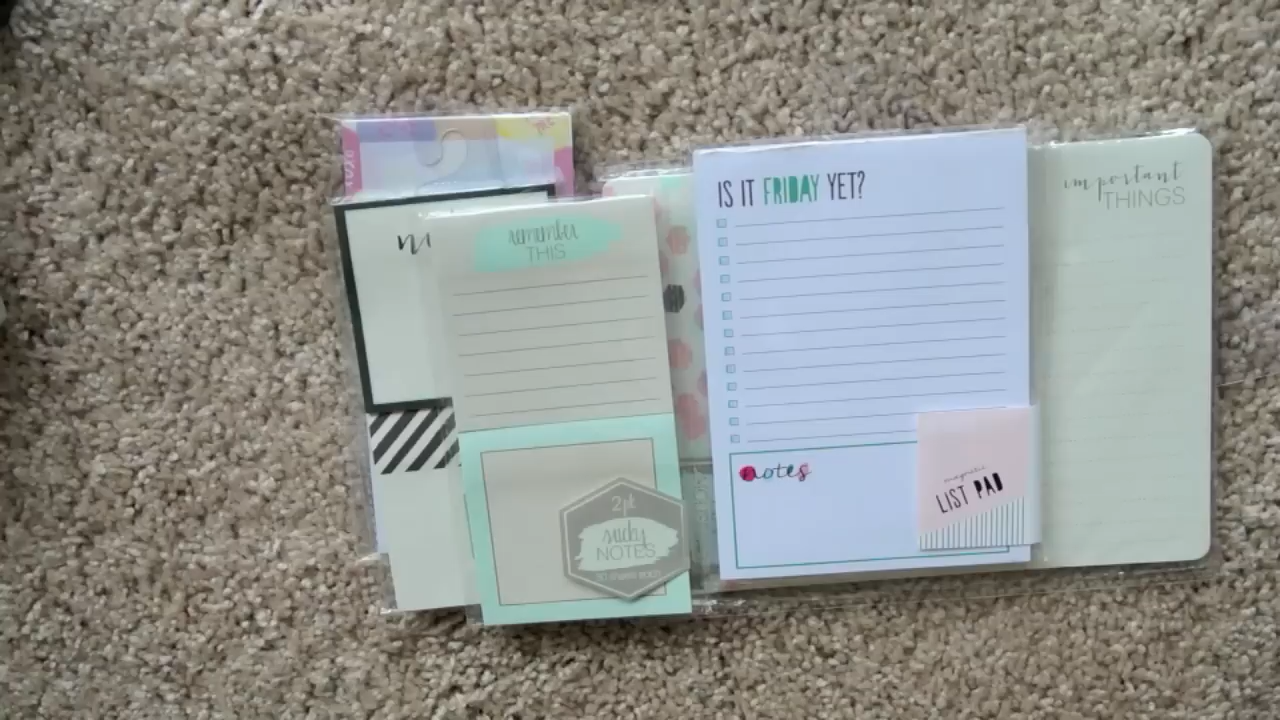 remember
THIS
2pk
sticky
NOTES
IS IT FRIDAY YET?
notes
magnetic
LIST PAD
important
THINGS